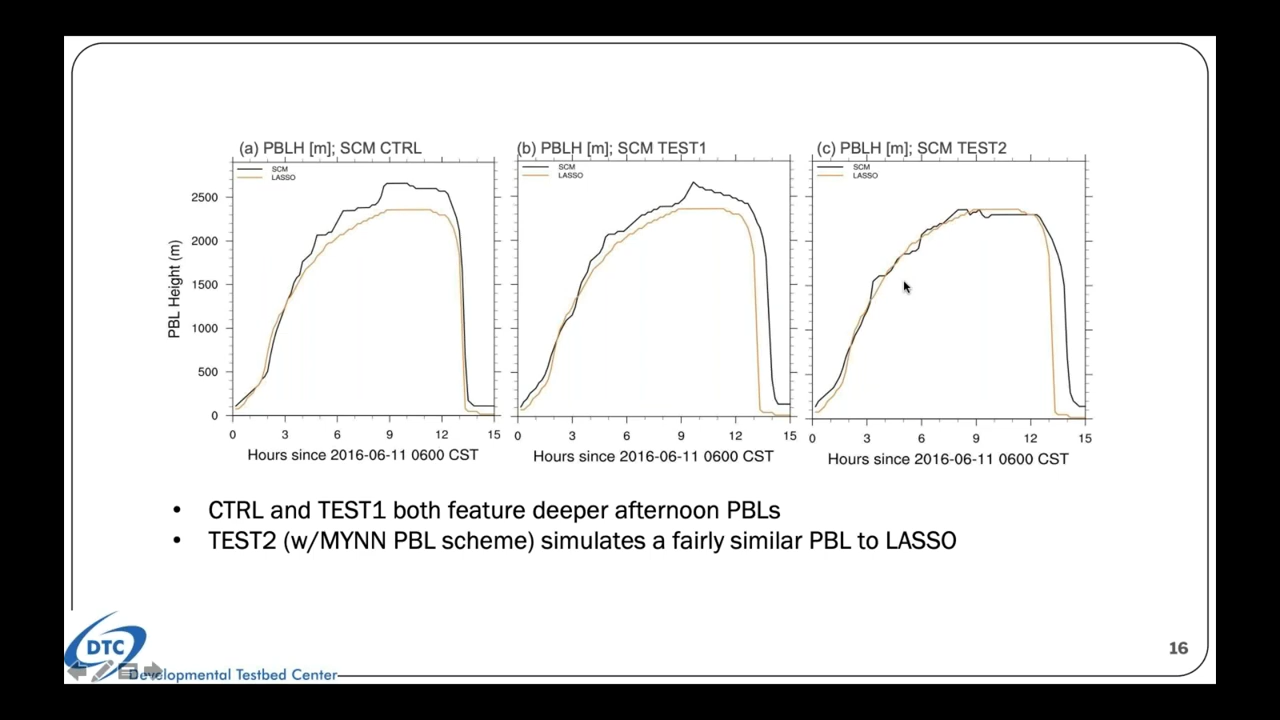 (a) PBLH [m]; SCM CTRL
(b) PBLH [m]; SCM TEST1
(c) PBLH [m]; SCM TEST2
SCM
LASSO
SCM
LASSO
SCM
LASSO
PBL Height (m)
2500
2000
1500
1000
500
0
0 3 6 9 12 15
0 3 6 9 12 15
0 3 6 9 12 15
Hours since 2016-06-11 0600 CST
Hours since 2016-06-11 0600 CST
Hours since 2016-06-11 0600 CST
• CTRL and TEST1 both feature deeper afternoon PBLs
• TEST2 (w/MYNN PBL scheme) simulates a fairly similar PBL to LASSO
DTC
Developmental Testbed Center
16